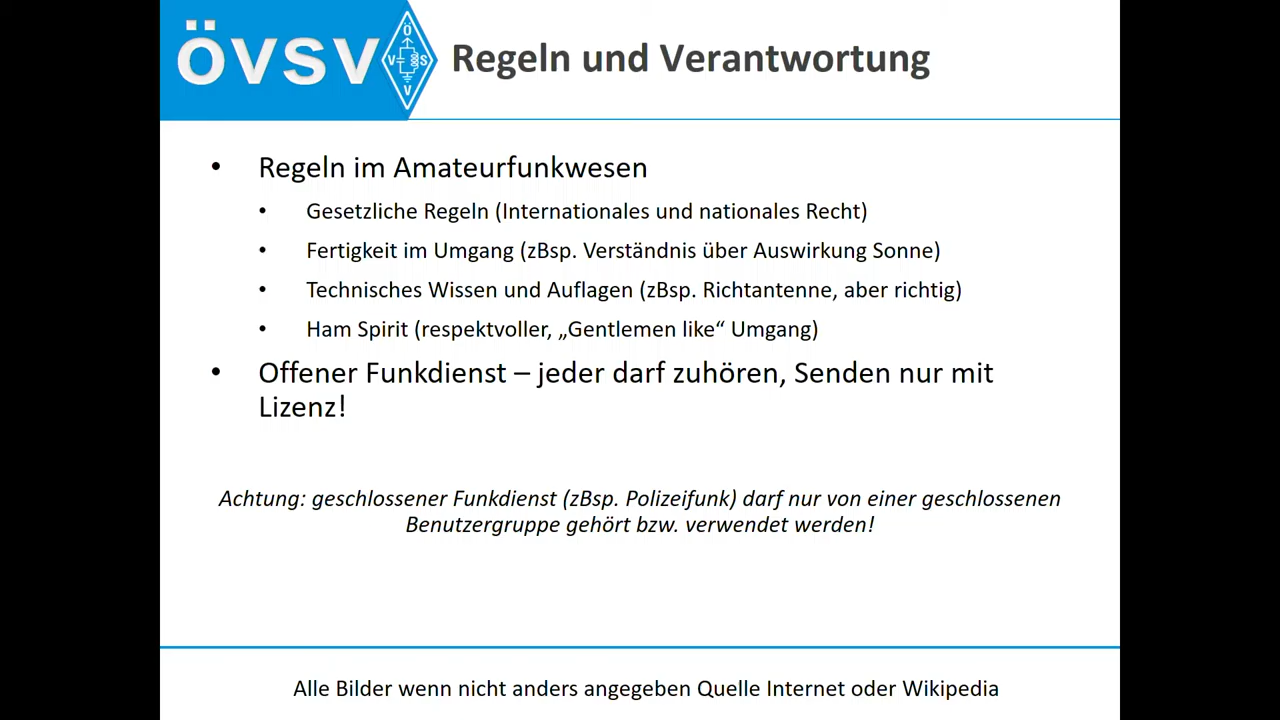 ÖVSV
Ö
V S
V
Regeln und Verantwortung
• Regeln im Amateurfunkwesen
• Gesetzliche Regeln (Internationales und nationales Recht)
• Fertigkeit im Umgang (zBsp. Verständnis über Auswirkung Sonne)
• Technisches Wissen und Auflagen (zBsp. Richtantenne, aber richtig)
• Ham Spirit (respektvoller, „Gentlemen like“ Umgang)
• Offener Funkdienst – jeder darf zuhören, Senden nur mit
Lizenz!
Achtung: geschlossener Funkdienst (zBsp. Polizeifunk) darf nur von einer geschlossenen
Benutzergruppe gehört bzw. verwendet werden!
Alle Bilder wenn nicht anders angegeben Quelle Internet oder Wikipedia